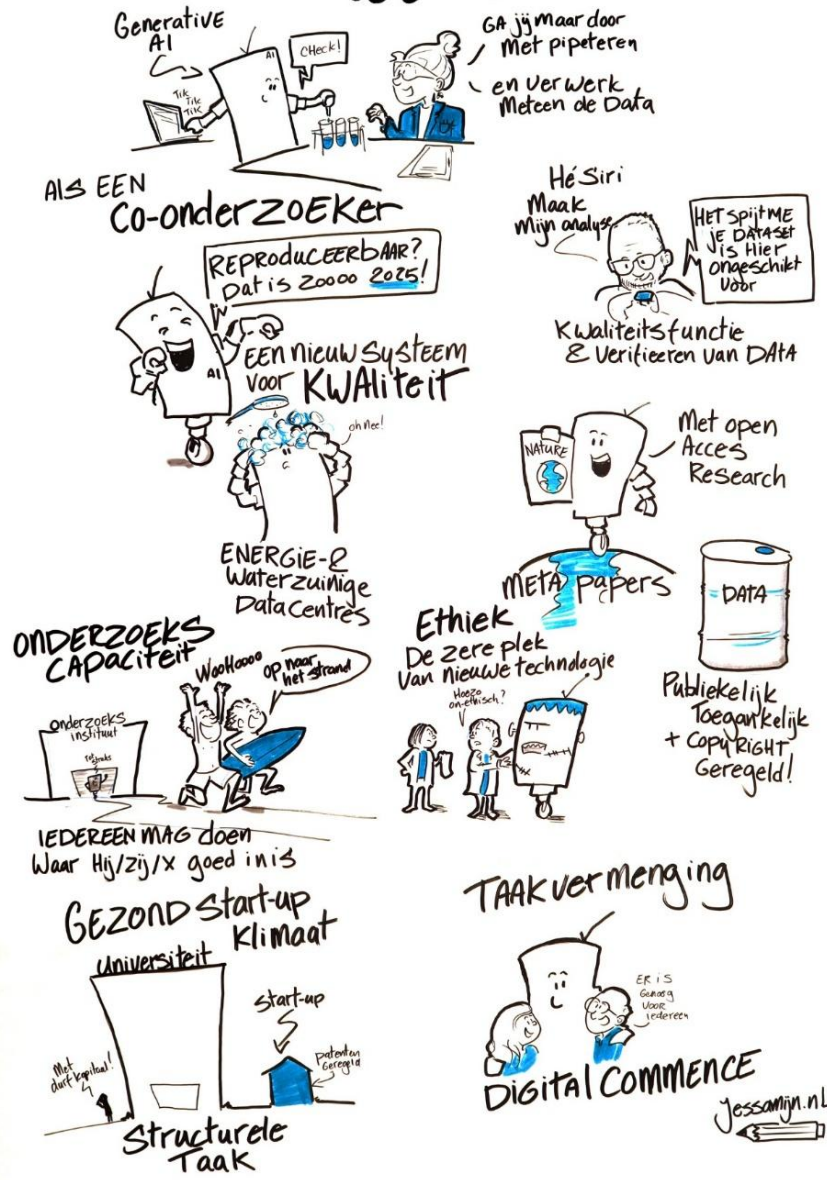 Generative
AI
CHeck!
Tik
Tik
Tik
AI
GA jij maar door
Met pipeteren
en verwerk
Meteen de Data
Als EEN
Co-onderZOEKer
Hé Siri
Maak
Mijn analyse
HET SpijtME
je DATASET
is Hier
ongeschikt
Voor
Kwaliteitsfunctie
& Verifieeren van DAtA
REPRODUCEERbAAR?
Dat is Zoooo 2025!
AI
EEN nieuw Systeem
voor KWAliteit
oh nee!
ENERGiE- &
Waterzuinige
DataCentres
NATURE
Met open
Acces
Research
META papers
DATA
Publiekelijk
Toegankelijk
+ COPYRIGHT
Geregeld!
ONDERZOEKS
CAPACiteit
WooHoooo
op naar
het strand
onderzoeks
instituut
Tot straks
IEDEREEN MAG doen
Waar Hij/zij/X goed in is
Ethiek
De zere plek
Van nieuwe technologie
Hoezo
on-ethisch?
GEZOND Start-up
Klimaat
universiteit
Start-up
patenten
Geregeld
Met
durfkapitaal!
Structurele
Taak
TAAKvermenging
ER is
Genoeg
VOOR
iedereen
DIGITAl COMMENCE
jessamijn.nl